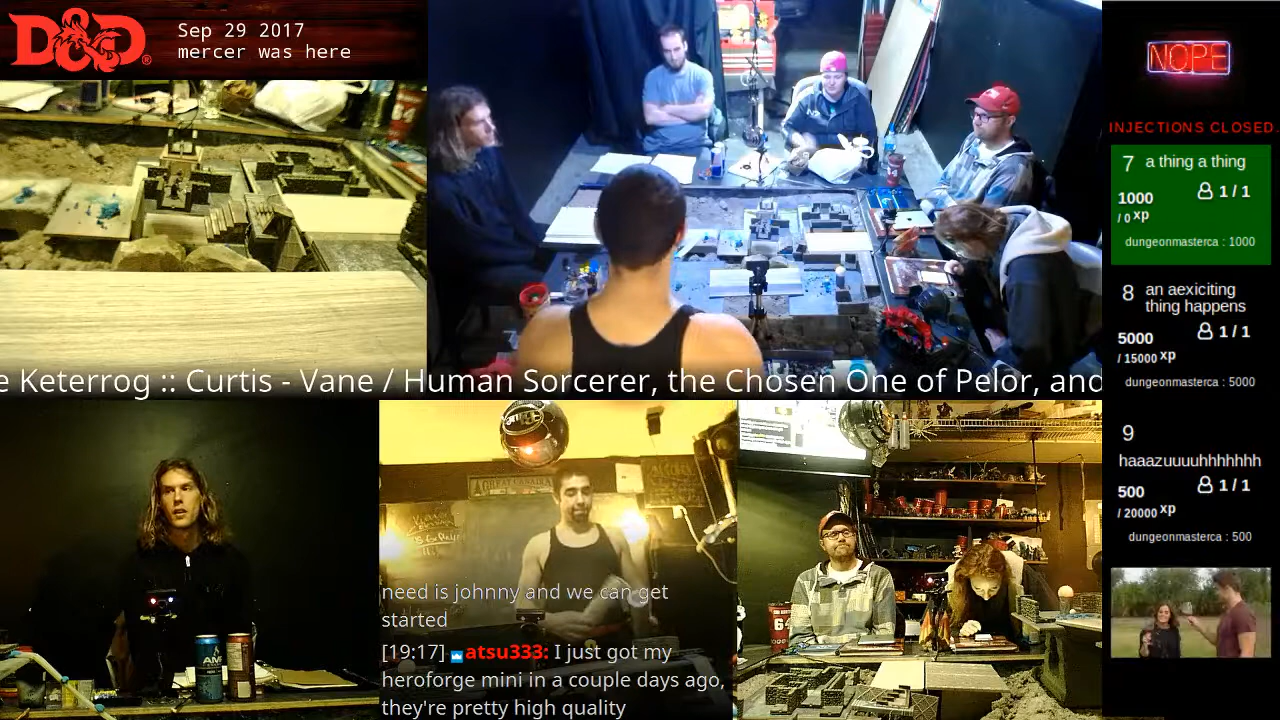 D&D
Sep 29 2017
mercer was here
e Keterrog :: Curtis - Vane / Human Sorcerer, the Chosen One of Pelor, and
need is johnny and we can get
started
[19:17] atsu333: I just got my
heroforge mini in a couple days ago,
they're pretty high quality
NOPE
INJECTIONS CLOSED
7 a thing a thing
1000
/ 0 xp
1 / 1
dungeonmasterca : 1000
8 an aexiciting
thing happens
5000
/ 15000 xp
1 / 1
dungeonmasterca : 5000
9
haaazuuuuhhhhhhh
500
/ 20000 xp
1 / 1
dungeonmasterca : 500